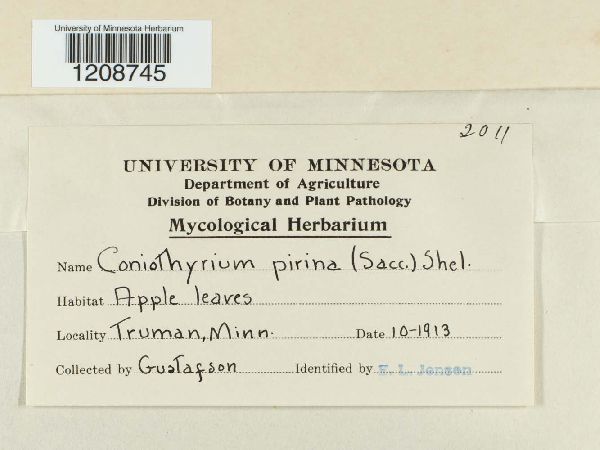 University of Minnesota Herbarium
1208745
2011
UNIVERSITY OF MINNESOTA
Department of Agriculture
Division of Botany and Plant Pathology
Mycological Herbarium
Name Coniothyrium pirina (Sacc.) Shel.
Habitat Apple leaves
Locality Truman, Minn. Date 10-1913
Collected by Gustafson Identified by E. L. Jensen